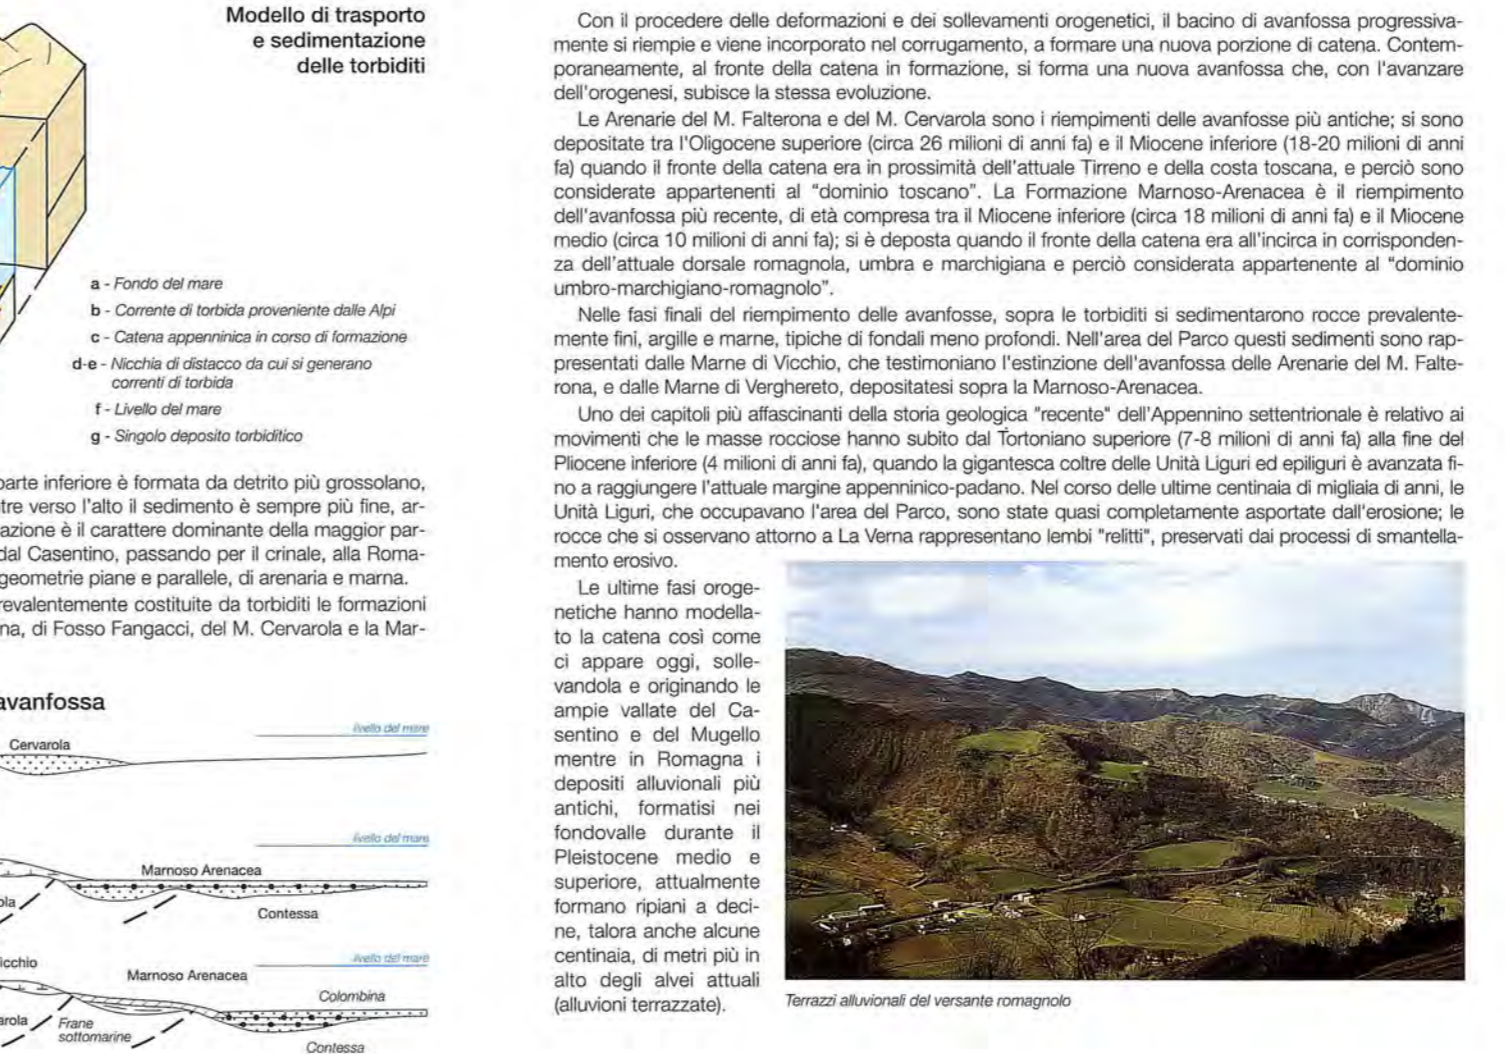 Modello di trasporto
e sedimentazione
delle torbiditi
a - Fondo del mare
b - Corrente di torbida proveniente dalle Alpi
c - Catena appenninica in corso di formazione
d-e - Nicchia di distacco da cui si generano
correnti di torbida
f - Livello del mare
g - Singolo deposito torbiditico
parte inferiore è formata da detrito più grossolano,
tre verso l'alto il sedimento è sempre più fine, ar-
azione è il carattere dominante della maggior par-
dal Casentino, passando per il crinale, alla Roma-
geometrie piane e parallele, di arenaria e marna.
revalentemente costituite da torbiditi le formazioni
na, di Fosso Fangacci, del M. Cervarola e la Mar-
avanfossa
livello del mare
Cervarola
livello del mare
Marnoso Arenacea
ola
Contessa
icchio
livello del mare
Marnoso Arenacea
Colombina
arola
Frane
sottomarine
Contessa
Con il procedere delle deformazioni e dei sollevamenti orogenetici, il bacino di avanfossa progressiva-
mente si riempie e viene incorporato nel corrugamento, a formare una nuova porzione di catena. Contem-
poraneamente, al fronte della catena in formazione, si forma una nuova avanfossa che, con l'avanzare
dell'orogenesi, subisce la stessa evoluzione.
Le Arenarie del M. Falterona e del M. Cervarola sono i riempimenti delle avanfosse più antiche; si sono
depositate tra l'Oligocene superiore (circa 26 milioni di anni fa) e il Miocene inferiore (18-20 milioni di anni
fa) quando il fronte della catena era in prossimità dell'attuale Tirreno e della costa toscana, e perciò sono
considerate appartenenti al "dominio toscano". La Formazione Marnoso-Arenacea è il riempimento
dell'avanfossa più recente, di età compresa tra il Miocene inferiore (circa 18 milioni di anni fa) e il Miocene
medio (circa 10 milioni di anni fa); si è deposta quando il fronte della catena era all'incirca in corrisponden-
za dell'attuale dorsale romagnola, umbra e marchigiana e perciò considerata appartenente al "dominio
umbro-marchigiano-romagnolo".
Nelle fasi finali del riempimento delle avanfosse, sopra le torbiditi si sedimentarono rocce prevalente-
mente fini, argille e marne, tipiche di fondali meno profondi. Nell'area del Parco questi sedimenti sono rap-
presentati dalle Marne di Vicchio, che testimoniano l'estinzione dell'avanfossa delle Arenarie del M. Falte-
rona, e dalle Marne di Verghereto, depositatesi sopra la Marnoso-Arenacea.
Uno dei capitoli più affascinanti della storia geologica "recente" dell'Appennino settentrionale è relativo ai
movimenti che le masse rocciose hanno subito dal Tortoniano superiore (7-8 milioni di anni fa) alla fine del
Pliocene inferiore (4 milioni di anni fa), quando la gigantesca coltre delle Unità Liguri ed epiliguri è avanzata fi-
no a raggiungere l'attuale margine appenninico-padano. Nel corso delle ultime centinaia di migliaia di anni, le
Unità Liguri, che occupavano l'area del Parco, sono state quasi completamente asportate dall'erosione; le
rocce che si osservano attorno a La Verna rappresentano lembi "relitti", preservati dai processi di smantella-
mento erosivo.
Le ultime fasi oroge-
netiche hanno modella-
to la catena così come
ci appare oggi, solle-
vandola e originando le
ampie vallate del Ca-
sentino e del Mugello
mentre in Romagna i
depositi alluvionali più
antichi, formatisi nei
fondovalle durante il
Pleistocene medio e
superiore, attualmente
formano ripiani a deci-
ne, talora anche alcune
centinaia, di metri più in
alto degli alvei attuali
(alluvioni terrazzate).
Terrazzi alluvionali del versante romagnolo